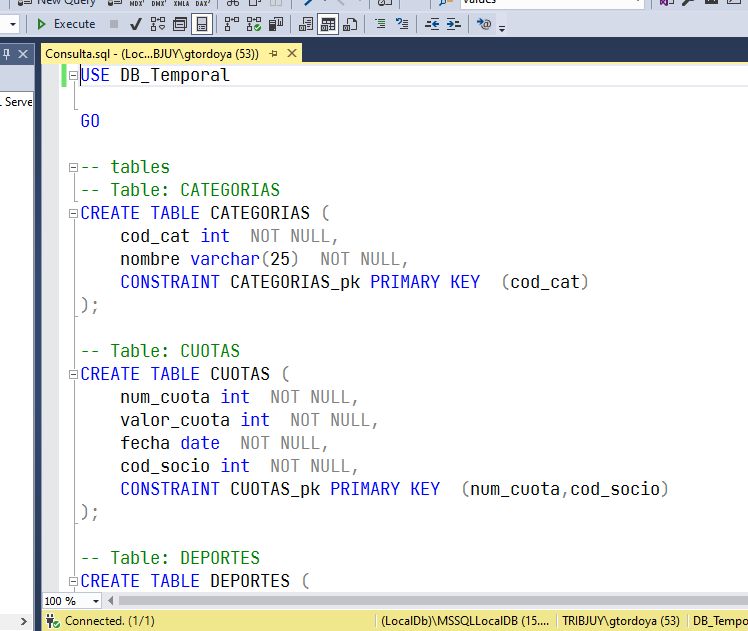 New Query
MDX DMX XMLA DAX
values
Execute
Consulta.sql - (Loc...BJUY\gtordoya (53))
. Serve
USE DB_Temporal
GO
-- tables
-- Table: CATEGORIAS
CREATE TABLE CATEGORIAS (
cod_cat int  NOT NULL,
nombre varchar(25)  NOT NULL,
CONSTRAINT CATEGORIAS_pk PRIMARY KEY  (cod_cat)
);
-- Table: CUOTAS
CREATE TABLE CUOTAS (
num_cuota int  NOT NULL,
valor_cuota int  NOT NULL,
fecha date  NOT NULL,
cod_socio int  NOT NULL,
CONSTRAINT CUOTAS_pk PRIMARY KEY  (num_cuota,cod_socio)
);
-- Table: DEPORTES
CREATE TABLE DEPORTES (
100 %
Connected. (1/1)
(LocalDb)\MSSQLLocalDB (15....
TRIBJUY\gtordoya (53)
DB_Tempo